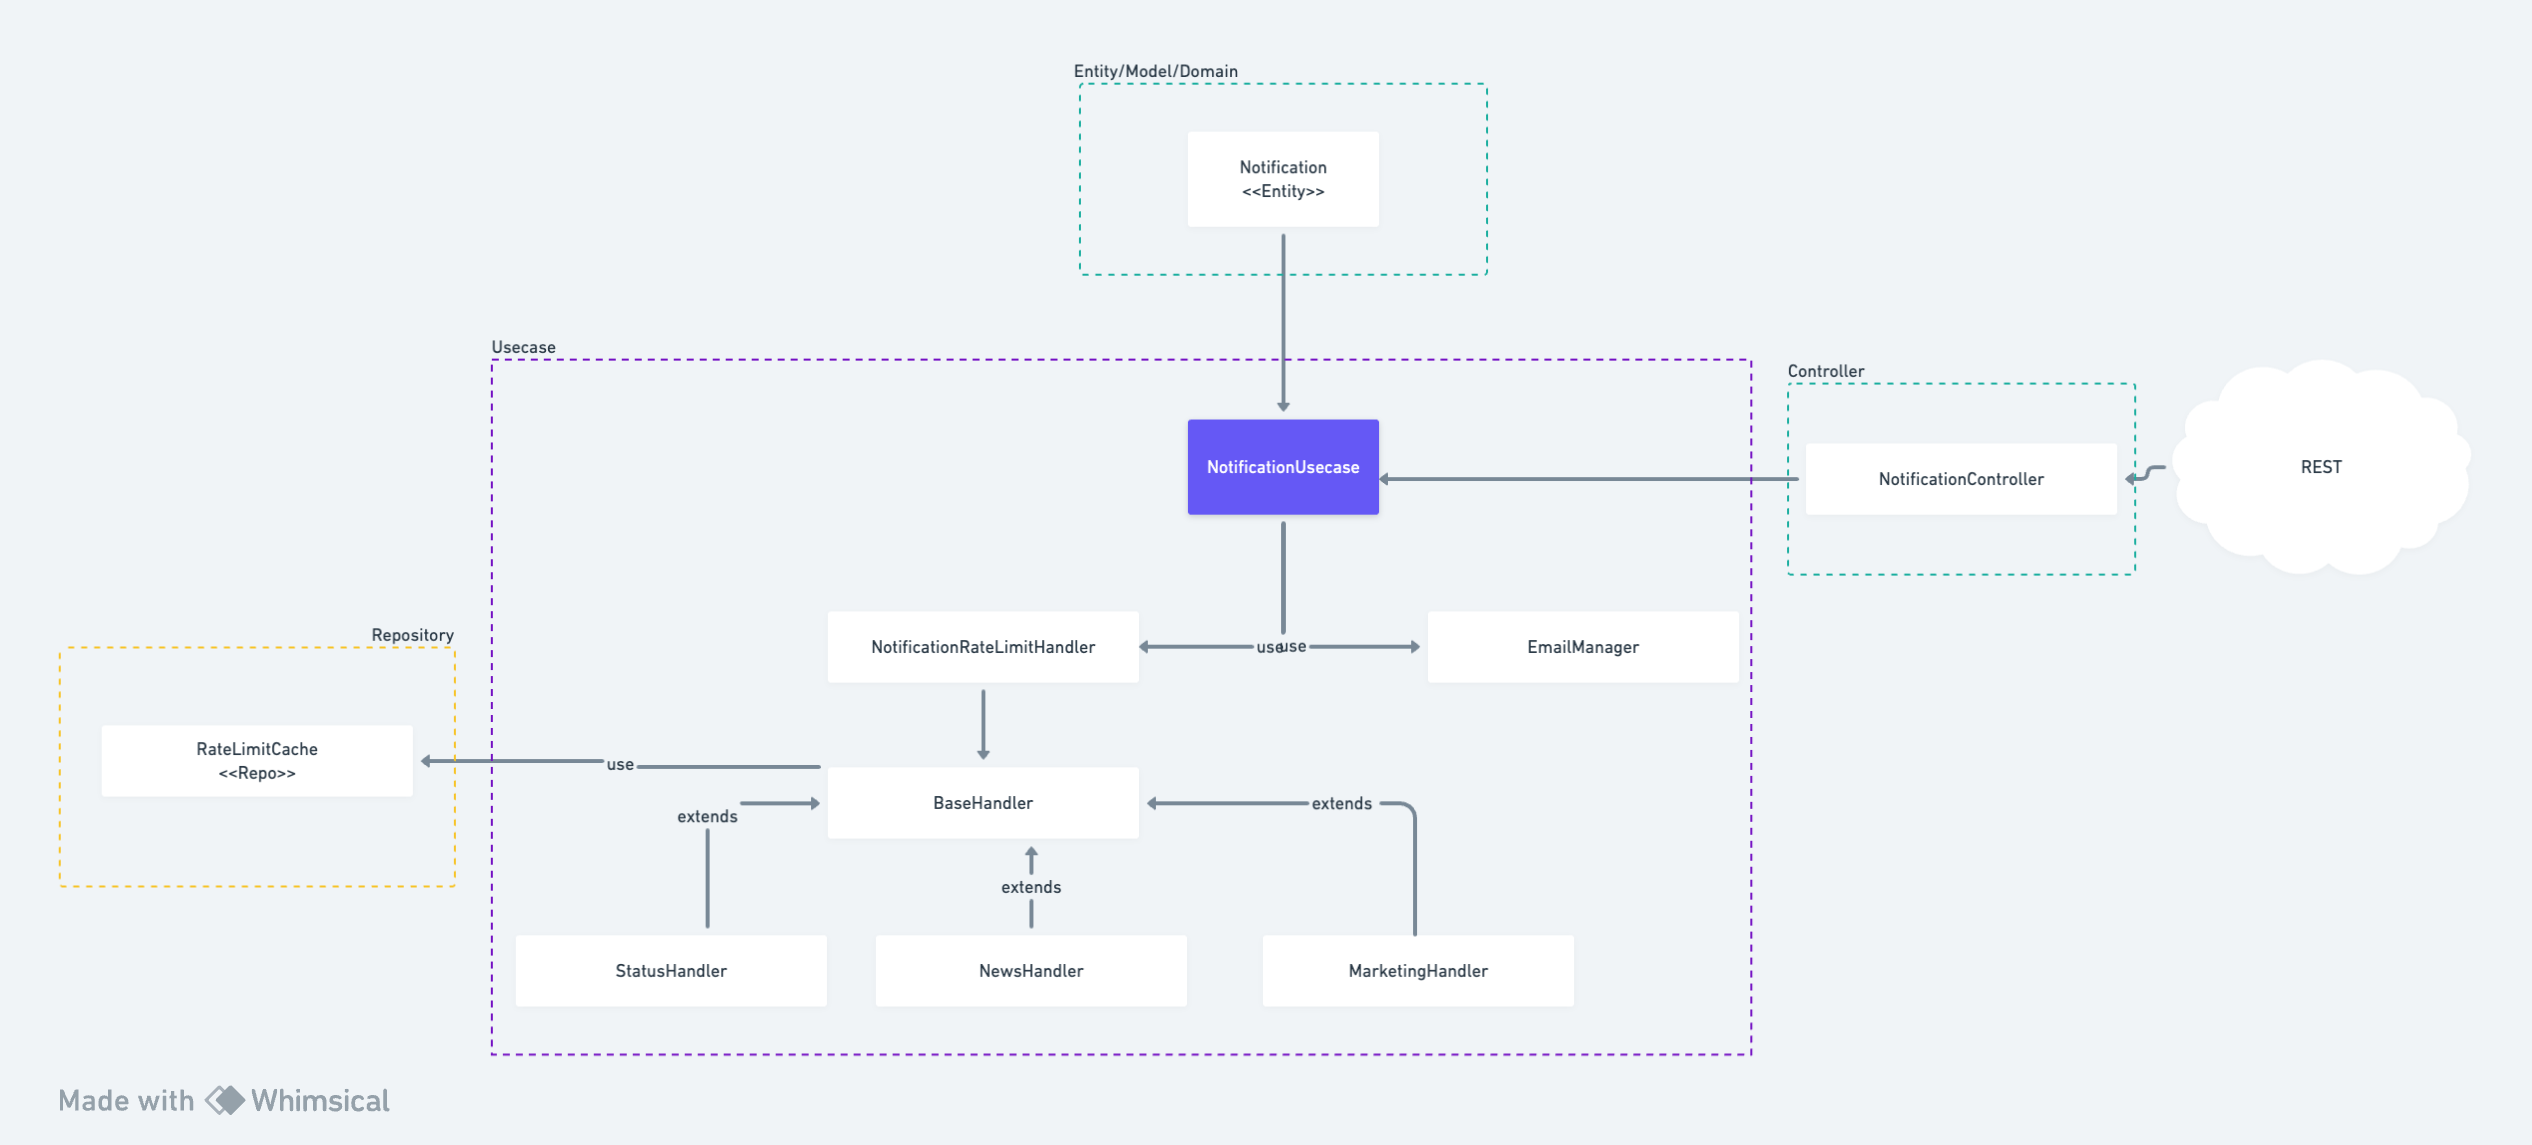 Entity/Model/Domain
Notification
<<Entity>>
Usecase
Controller
NotificationUsecase
NotificationController
REST
Repository
NotificationRateLimitHandler
use
use
EmailManager
RateLimitCache
<<Repo>>
use
BaseHandler
extends
extends
extends
StatusHandler
NewsHandler
MarketingHandler
Made with Whimsical